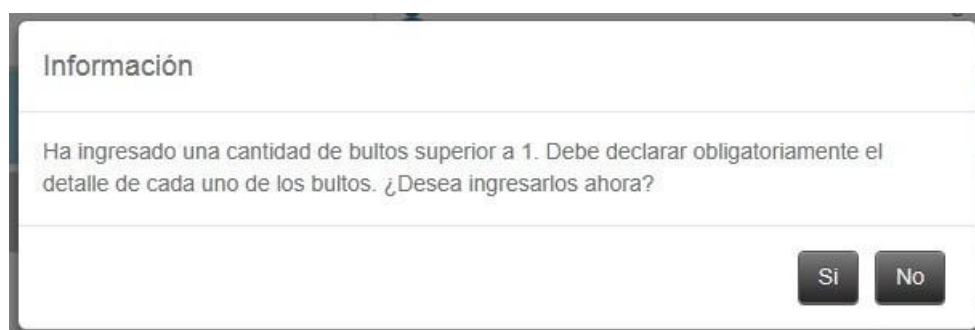 Información
Ha ingresado una cantidad de bultos superior a 1. Debe declarar obligatoriamente el
detalle de cada uno de los bultos. ¿Desea ingresarlos ahora?
Si No